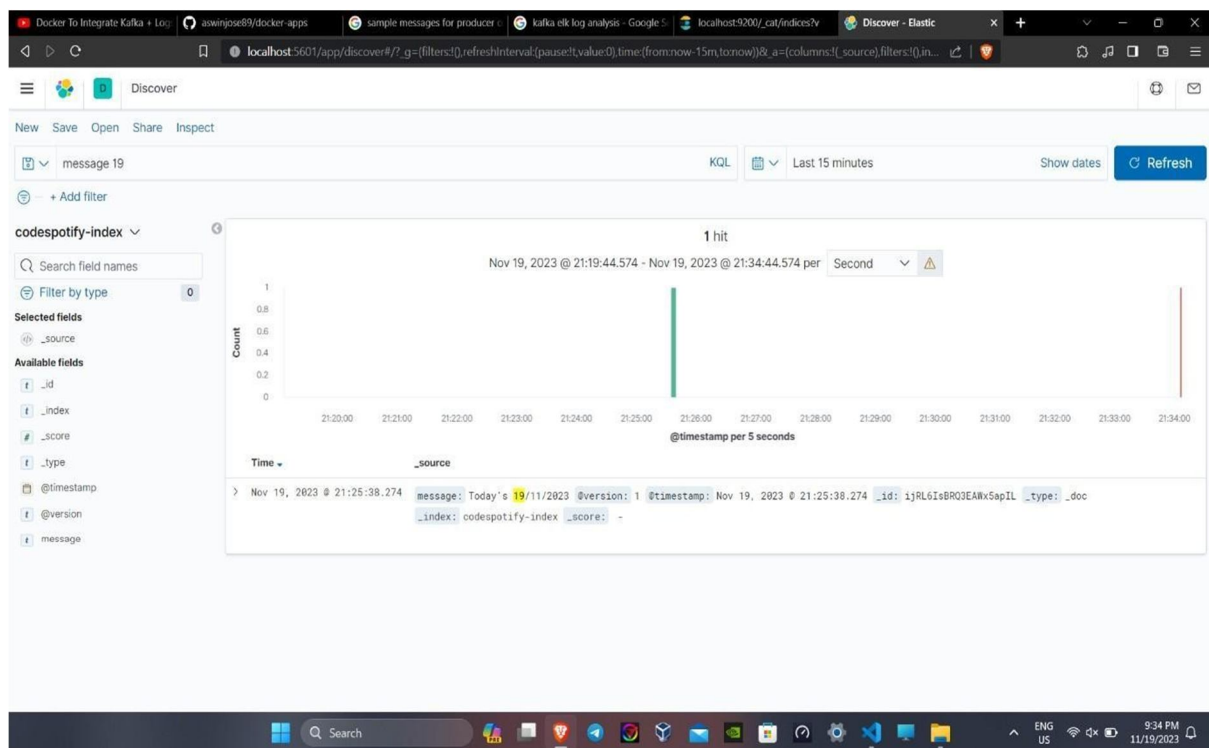 Docker To Integrate Kafka + Log
aswinjose89/docker-apps
sample messages for producer o
kafka elk log analysis - Google Se
localhost:9200/_cat/indices?v
Discover - Elastic
localhost:5601/app/discover#/?_g=(filters:!(),refreshInterval:(pause:!t,value:0),time:(from:now-15m,to:now))&_a=(columns:!(_source),filters:!(),in...
D Discover
New Save Open Share Inspect
message 19 KQL Last 15 minutes Show dates Refresh
+ Add filter
codespotify-index
Search field names
Filter by type 0
Selected fields
_source
Available fields
t _id
t _index
# _score
t _type
@timestamp
t @version
t message
1 hit
Nov 19, 2023 @ 21:19:44.574 - Nov 19, 2023 @ 21:34:44.574 per Second
Count
1
0.8
0.6
0.4
0.2
0
21:20:00 21:21:00 21:22:00 21:23:00 21:24:00 21:25:00 21:26:00 21:27:00 21:28:00 21:29:00 21:30:00 21:31:00 21:32:00 21:33:00 21:34:00
@timestamp per 5 seconds
Time _source
Nov 19, 2023 @ 21:25:38.274 message: Today's 19/11/2023 @version: 1 @timestamp: Nov 19, 2023 @ 21:25:38.274 _id: ijRL6IsBRQ3EAWx5apIL _type: _doc
_index: codespotify-index _score: -
Search
ENG
US
9:34 PM
11/19/2023